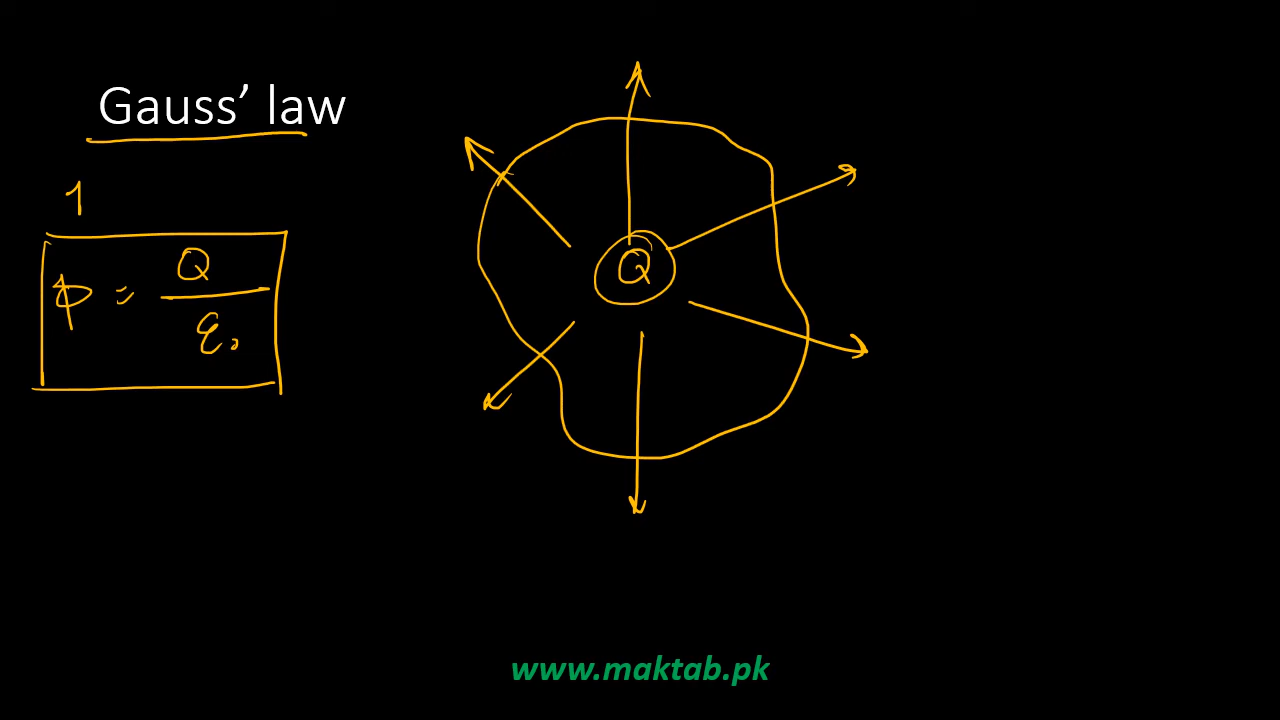 Gauss’ law
1
φ = Q / ε₀
Q
www.maktab.pk